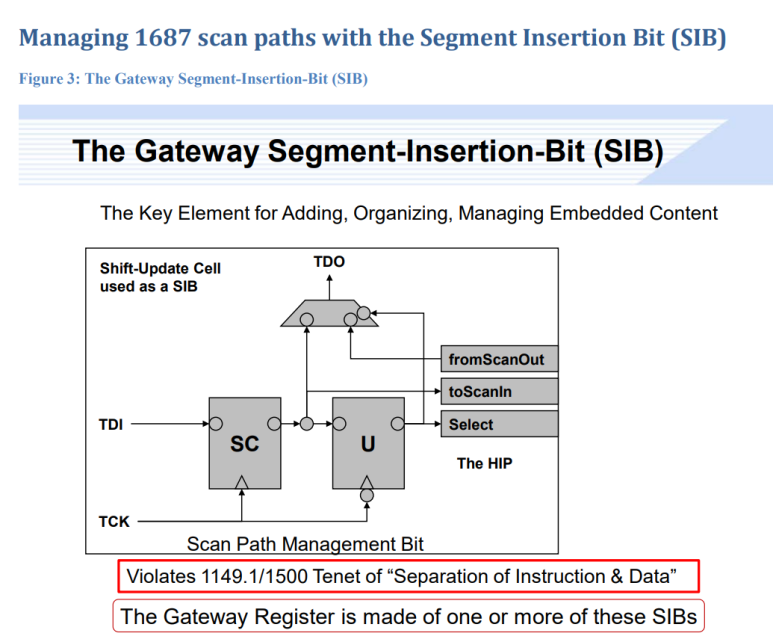 Managing 1687 scan paths with the Segment Insertion Bit (SIB)
Figure 3: The Gateway Segment-Insertion-Bit (SIB)
The Gateway Segment-Insertion-Bit (SIB)
The Key Element for Adding, Organizing, Managing Embedded Content
Shift-Update Cell
used as a SIB
TDO
fromScanOut
toScanIn
Select
The HIP
TDI
SC
U
TCK
Scan Path Management Bit
Violates 1149.1/1500 Tenet of “Separation of Instruction & Data”
The Gateway Register is made of one or more of these SIBs